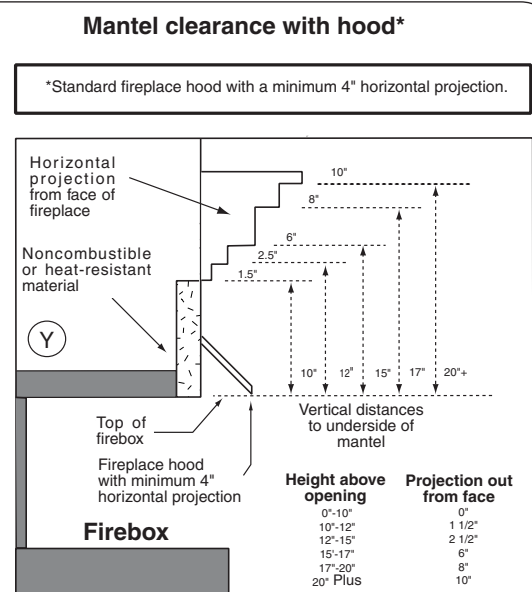 Mantel clearance with hood*
*Standard fireplace hood with a minimum 4" horizontal projection.
Horizontal
projection
from face of
fireplace
Noncombustible
or heat-resistant
material
Y
10"
8"
6"
2.5"
1.5"
10"
12"
15"
17"
20"+
Vertical distances
to underside of
mantel
Top of
firebox
Fireplace hood
with minimum 4"
horizontal projection
Firebox
Height above
opening
Projection out
from face
0"-10" 0"
10"-12" 1 1/2"
12"-15" 2 1/2"
15'-17" 6"
17"-20" 8"
20" Plus 10"